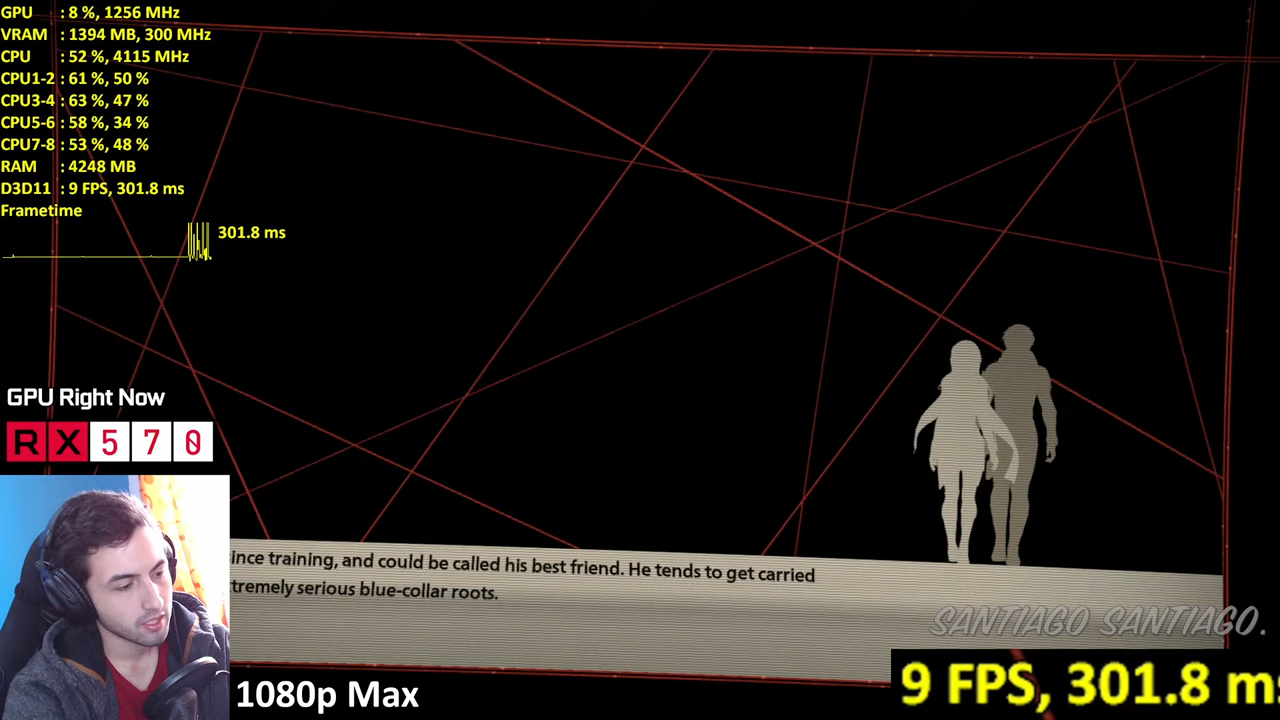 GPU : 8 %, 1256 MHz
VRAM : 1394 MB, 300 MHz
CPU : 52 %, 4115 MHz
CPU1-2 : 61 %, 50 %
CPU3-4 : 63 %, 47 %
CPU5-6 : 58 %, 34 %
CPU7-8 : 53 %, 48 %
RAM : 4248 MB
D3D11 : 9 FPS, 301.8 ms
Frametime
301.8 ms
GPU Right Now
RX 570
ince training, and could be called his best friend. He tends to get carried
tremely serious blue-collar roots.
SANTIAGO SANTIAGO.
9 FPS, 301.8 ms
1080p Max